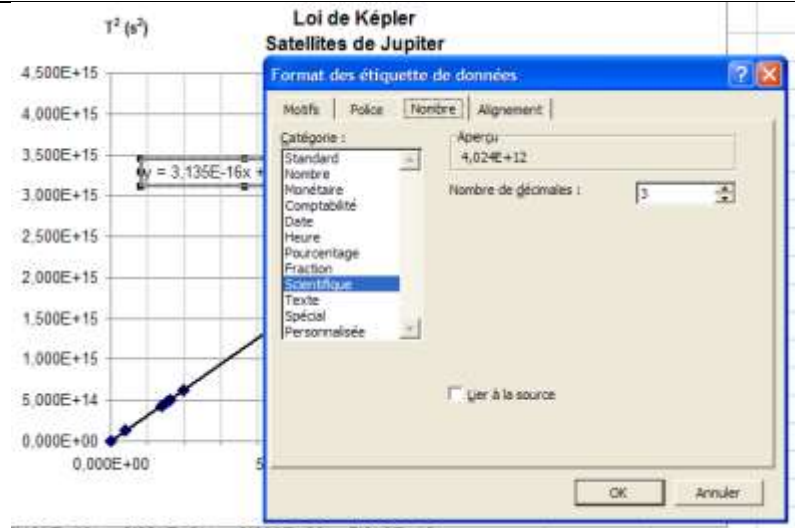 T² (s²)
Loi de Képler
Satellites de Jupiter
4,500E+15
4,000E+15
3,500E+15
3,000E+15
2,500E+15
2,000E+15
1,500E+15
1,000E+15
5,000E+14
0,000E+00
0,000E+00
5
y = 3,135E-16x +
Format des étiquette de données
Motifs
Police
Nombre
Alignement
Catégorie :
Standard
Nombre
Monétaire
Comptabilité
Date
Heure
Pourcentage
Fraction
Scientifique
Texte
Spécial
Personnalisée
Aperçu
4,024E+12
Nombre de décimales :
3
Lier à la source
OK
Annuler